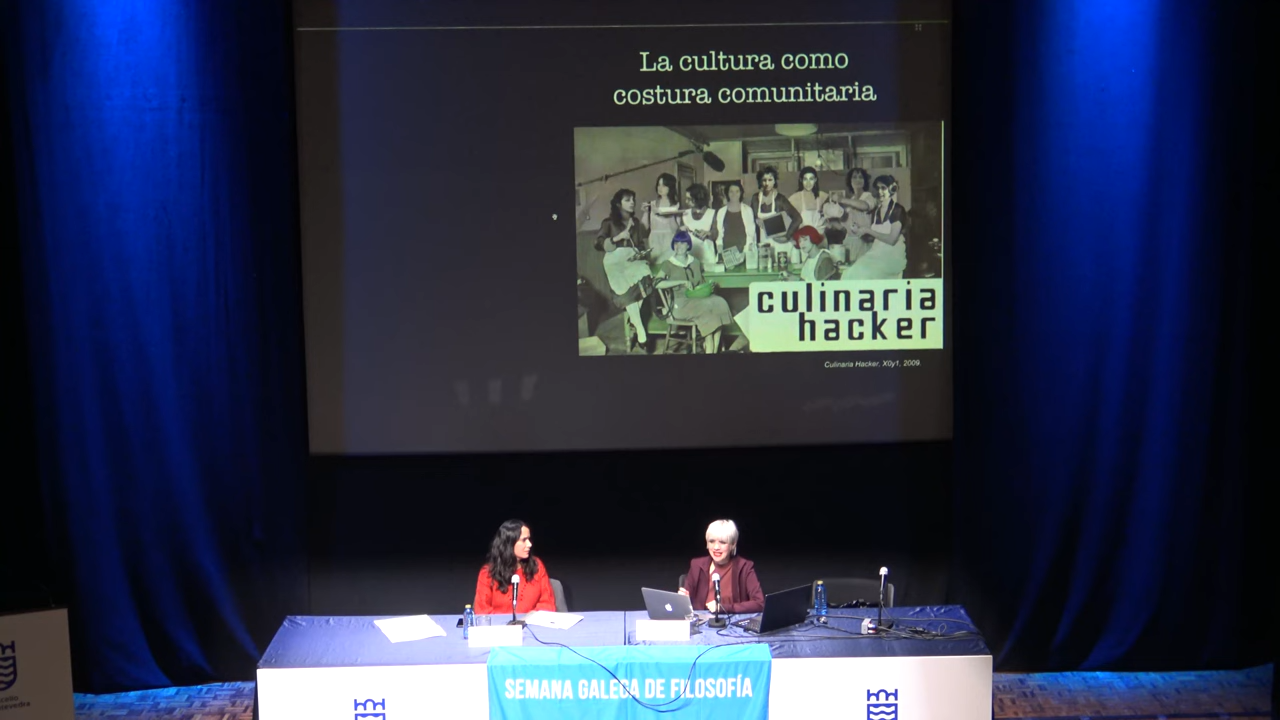 La cultura como
costura comunitaria
culinaria
hacker
Culinaria Hacker, X0y1, 2009.
SEMANA GALEGA DE FILOSOFÍA